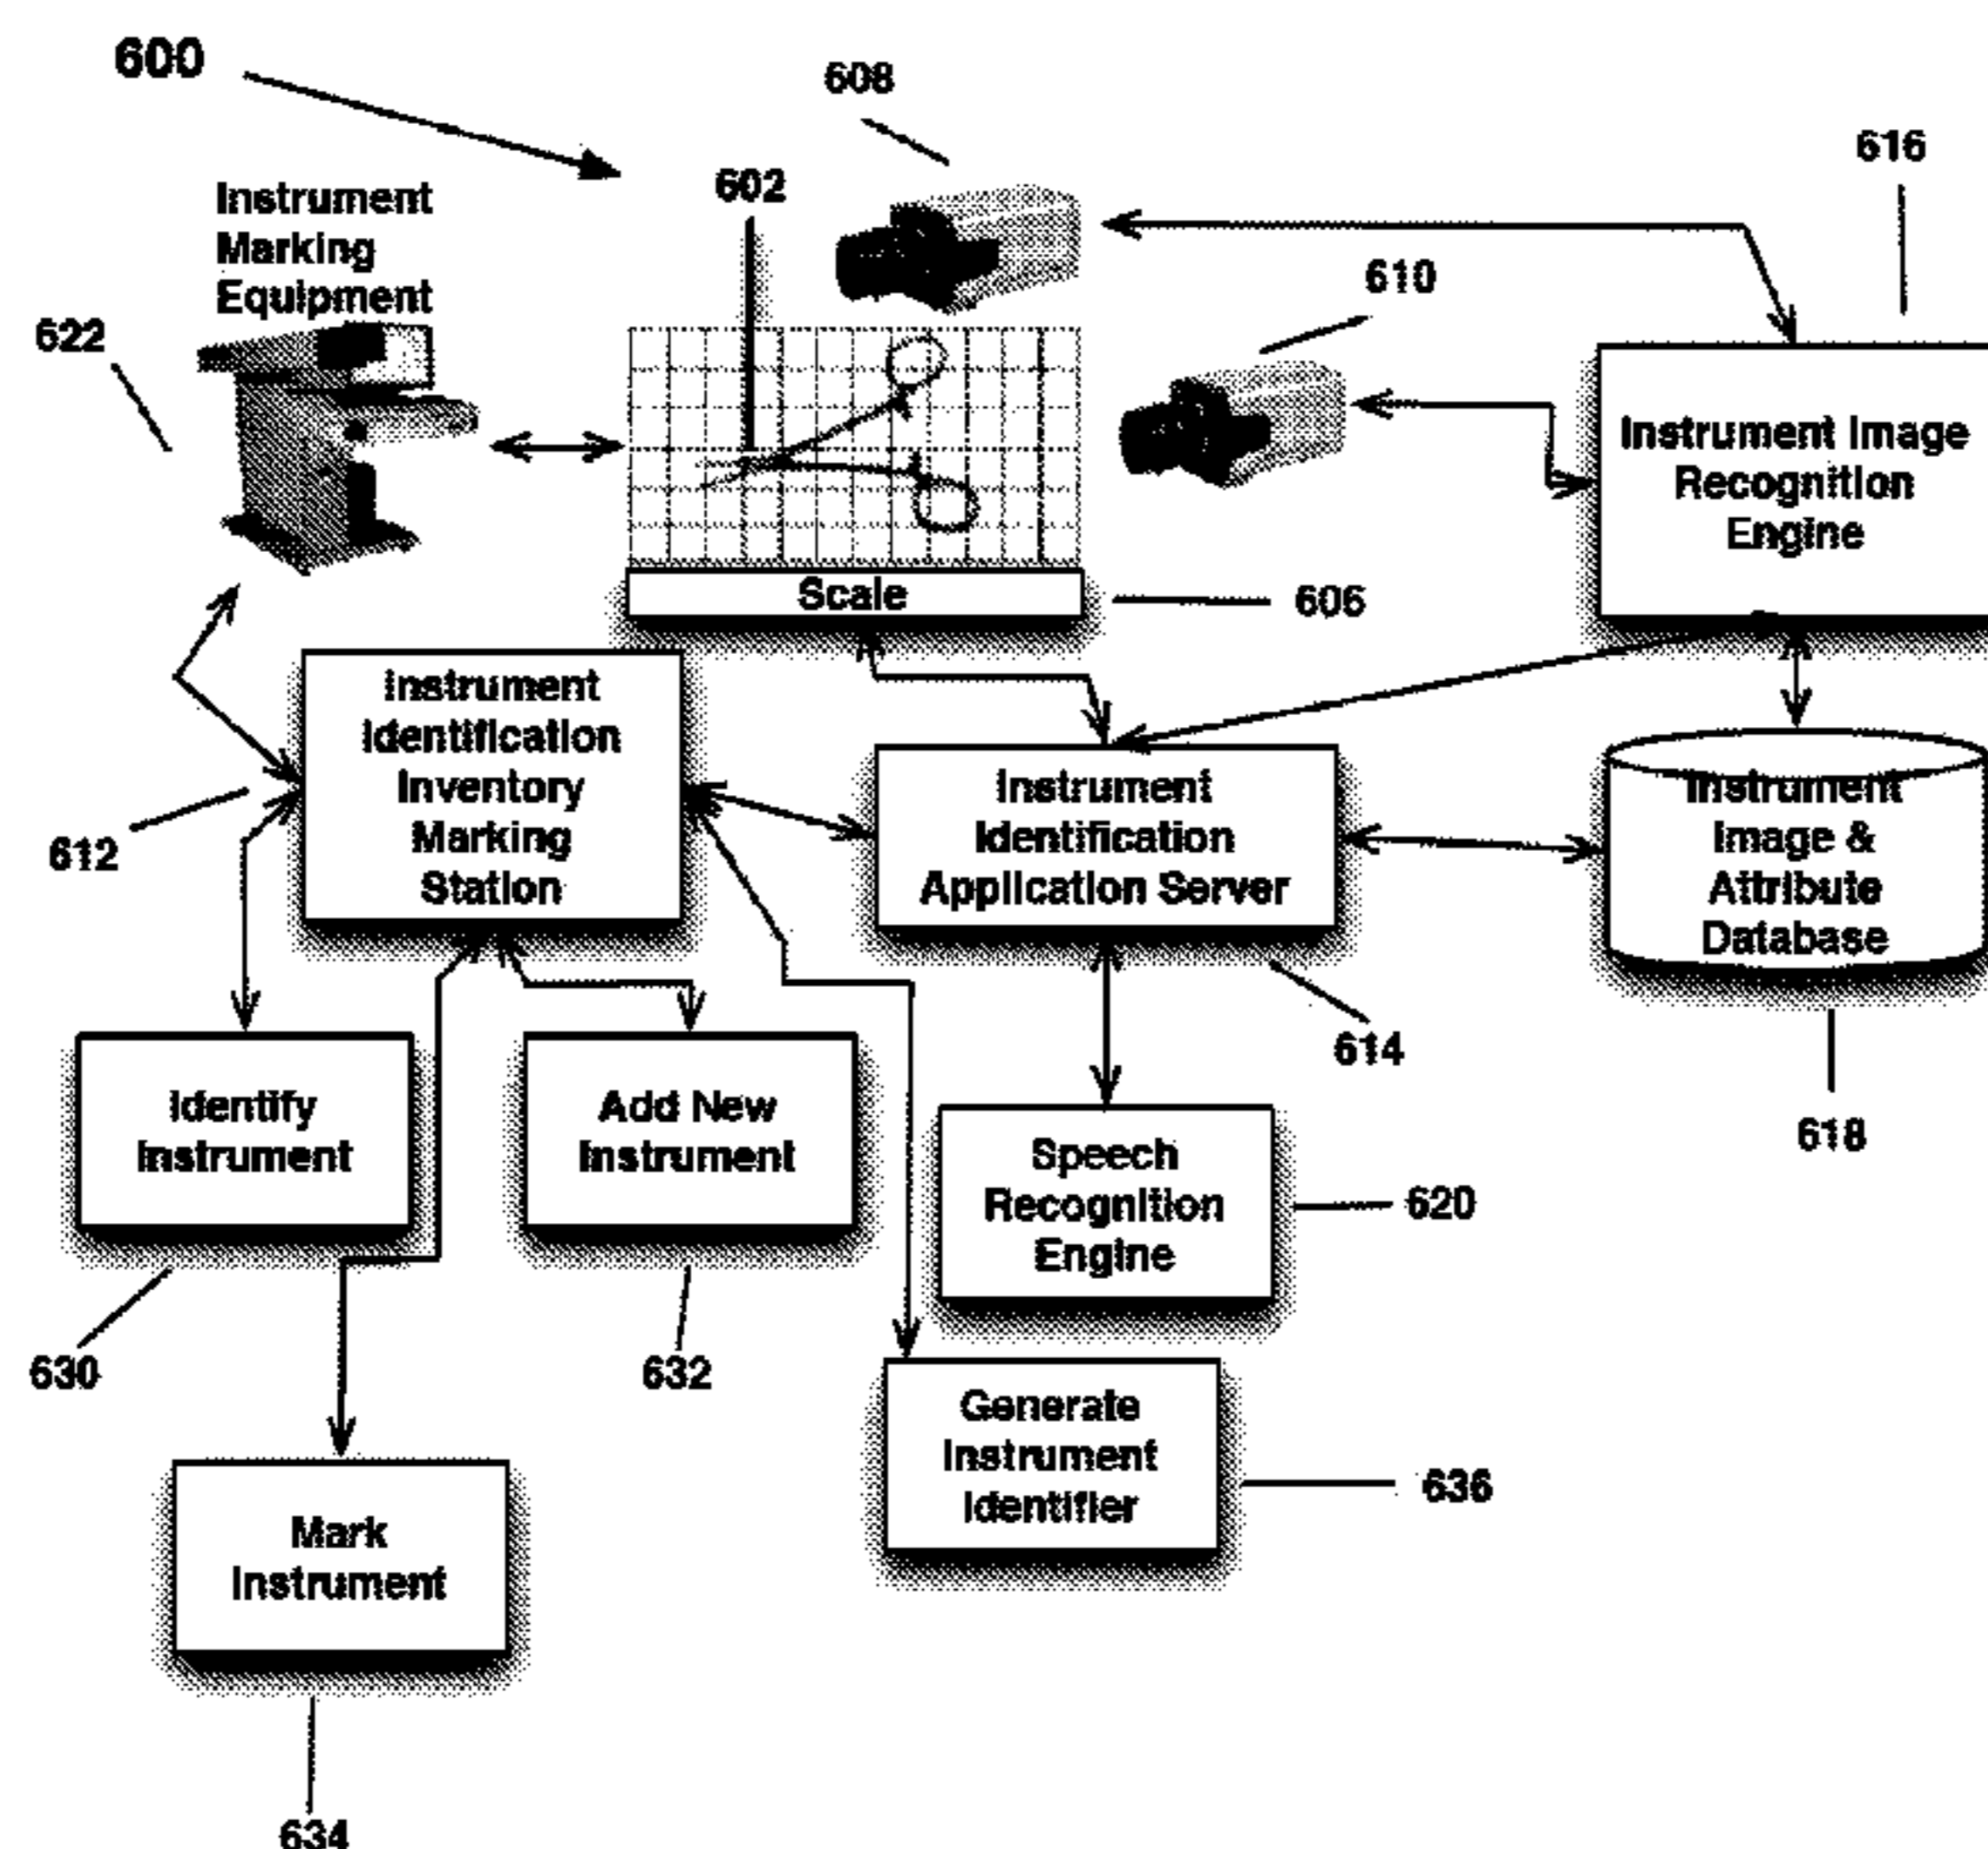 600
608
616
602
Instrument
Marking
Equipment
610
622
Instrument Image
Recognition
Engine
Scale
606
Instrument
Identification
Inventory
Marking
Station
Instrument
Identification
Application Server
Instrument
Image &
Attribute
Database
612
614
Identify
Instrument
Add New
Instrument
618
Speech
Recognition
Engine
620
630
632
Generate
Instrument
Identifier
636
Mark
Instrument
634